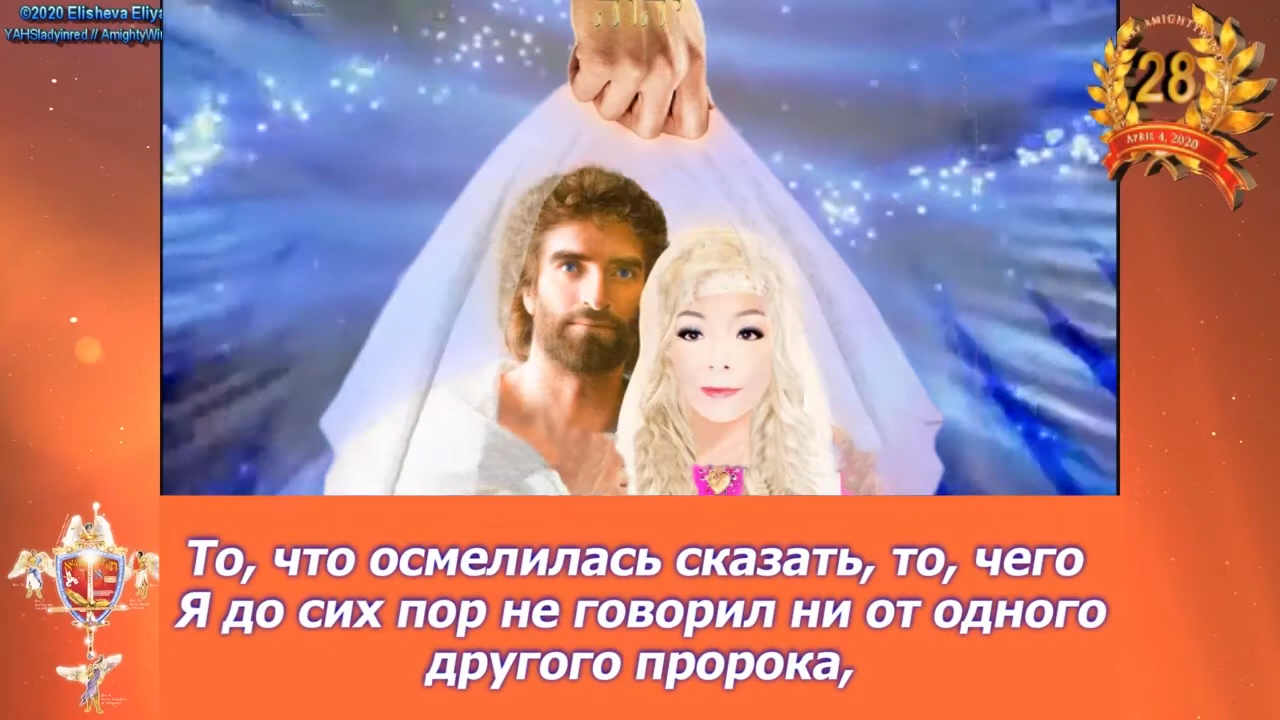 ©2020 Elisheva Eliya
YAHSladyinred // AmightyWi
יהוה
28
APRIL 4, 2020
То, что осмелилась сказать, то, чего
Я до сих пор не говорил ни от одного
другого пророка,